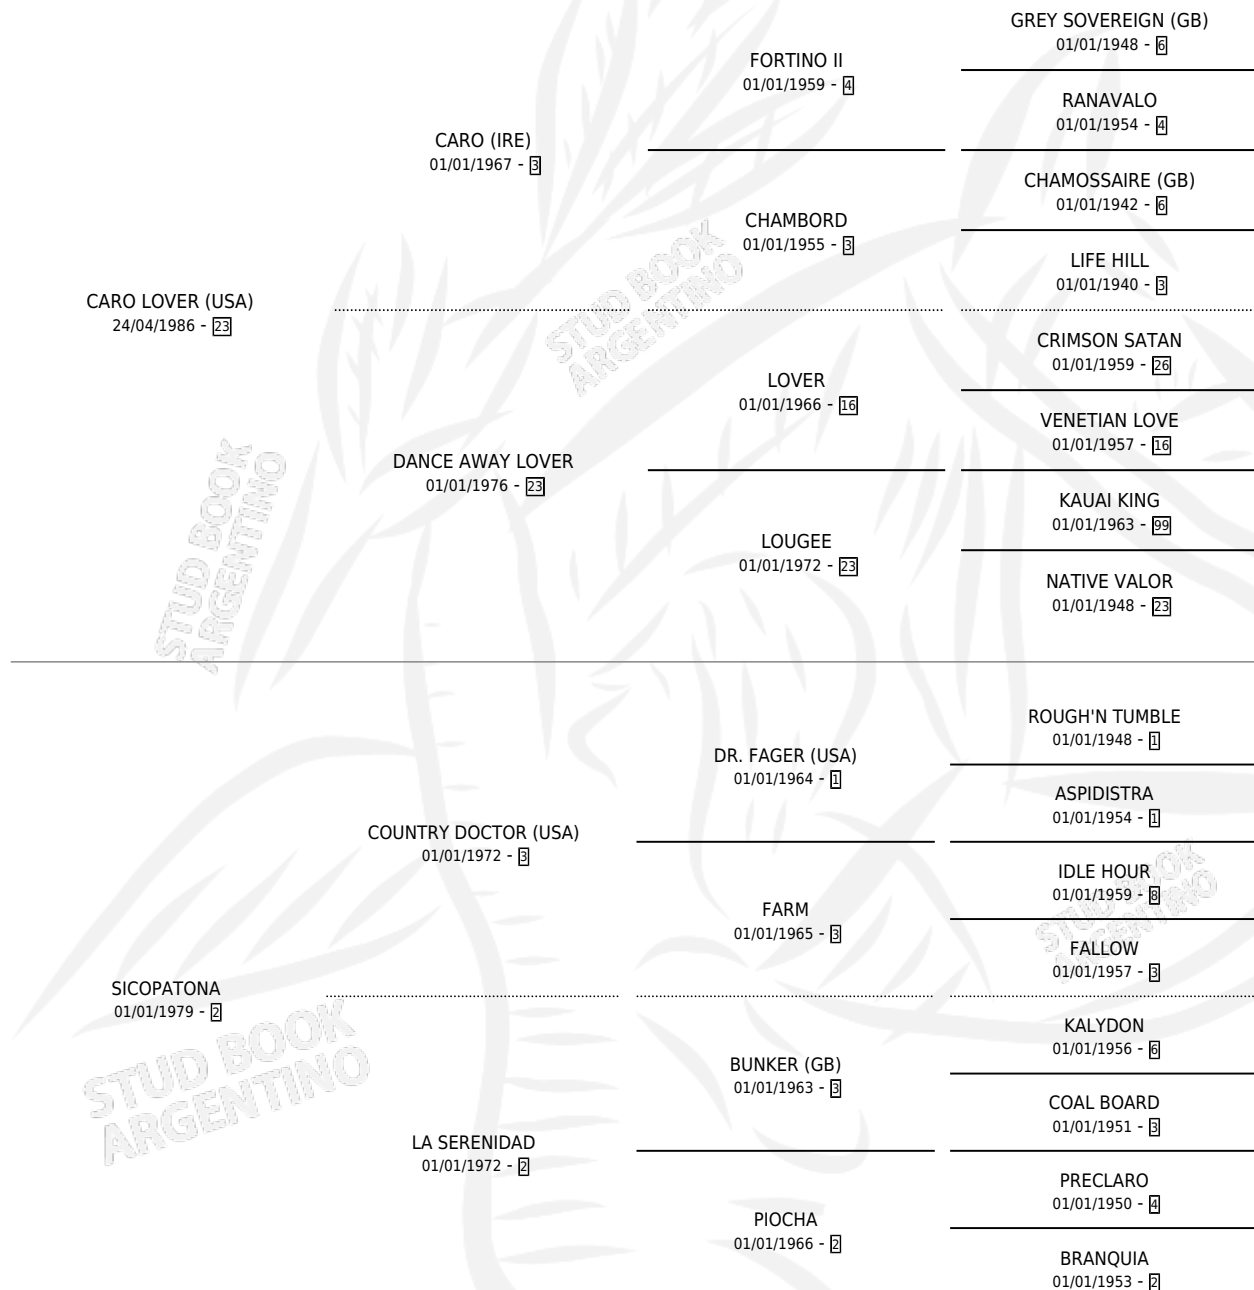 GREY SOVEREIGN (GB)
01/01/1948 - 6
FORTINO II
01/01/1959 - 4
RANAVALO
01/01/1954 - 4
CARO (IRE)
01/01/1967 - 3
CHAMOSSAIRE (GB)
01/01/1942 - 6
CHAMBORD
01/01/1955 - 3
LIFE HILL
01/01/1940 - 3
CARO LOVER (USA)
24/04/1986 - 23
CRIMSON SATAN
01/01/1959 - 26
LOVER
01/01/1966 - 16
VENETIAN LOVE
01/01/1957 - 16
DANCE AWAY LOVER
01/01/1976 - 23
KAUAI KING
01/01/1963 - 99
LOUGEE
01/01/1972 - 23
NATIVE VALOR
01/01/1948 - 23
ROUGH'N TUMBLE
01/01/1948 - 1
DR. FAGER (USA)
01/01/1964 - 1
ASPIDISTRA
01/01/1954 - 1
COUNTRY DOCTOR (USA)
01/01/1972 - 3
IDLE HOUR
01/01/1959 - 8
FARM
01/01/1965 - 3
FALLOW
01/01/1957 - 3
SICOPATONA
01/01/1979 - 2
KALYDON
01/01/1956 - 6
BUNKER (GB)
01/01/1963 - 3
COAL BOARD
01/01/1951 - 3
LA SERENIDAD
01/01/1972 - 2
PRECLARO
01/01/1950 - 4
PIOCHA
01/01/1966 - 2
BRANQUIA
01/01/1953 - 2
STUD BOOK
ARGENTINO
STUD BOOK
ARGENTINO
STUD BOOK
ARGENTINO
STUD BOOK
ARGENTINO